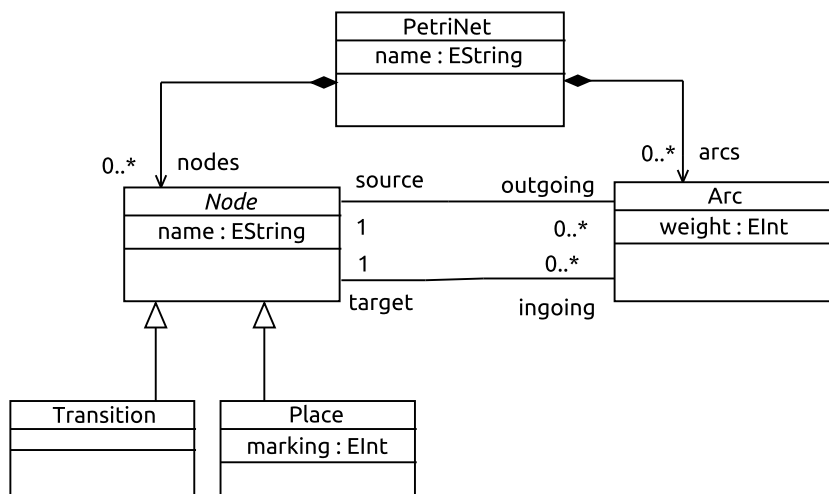 PetriNet
name : EString
0..*
nodes
0..*
arcs
Node
name : EString
source
outgoing
1
0..*
1
0..*
target
ingoing
Arc
weight : EInt
Transition
Place
marking : EInt